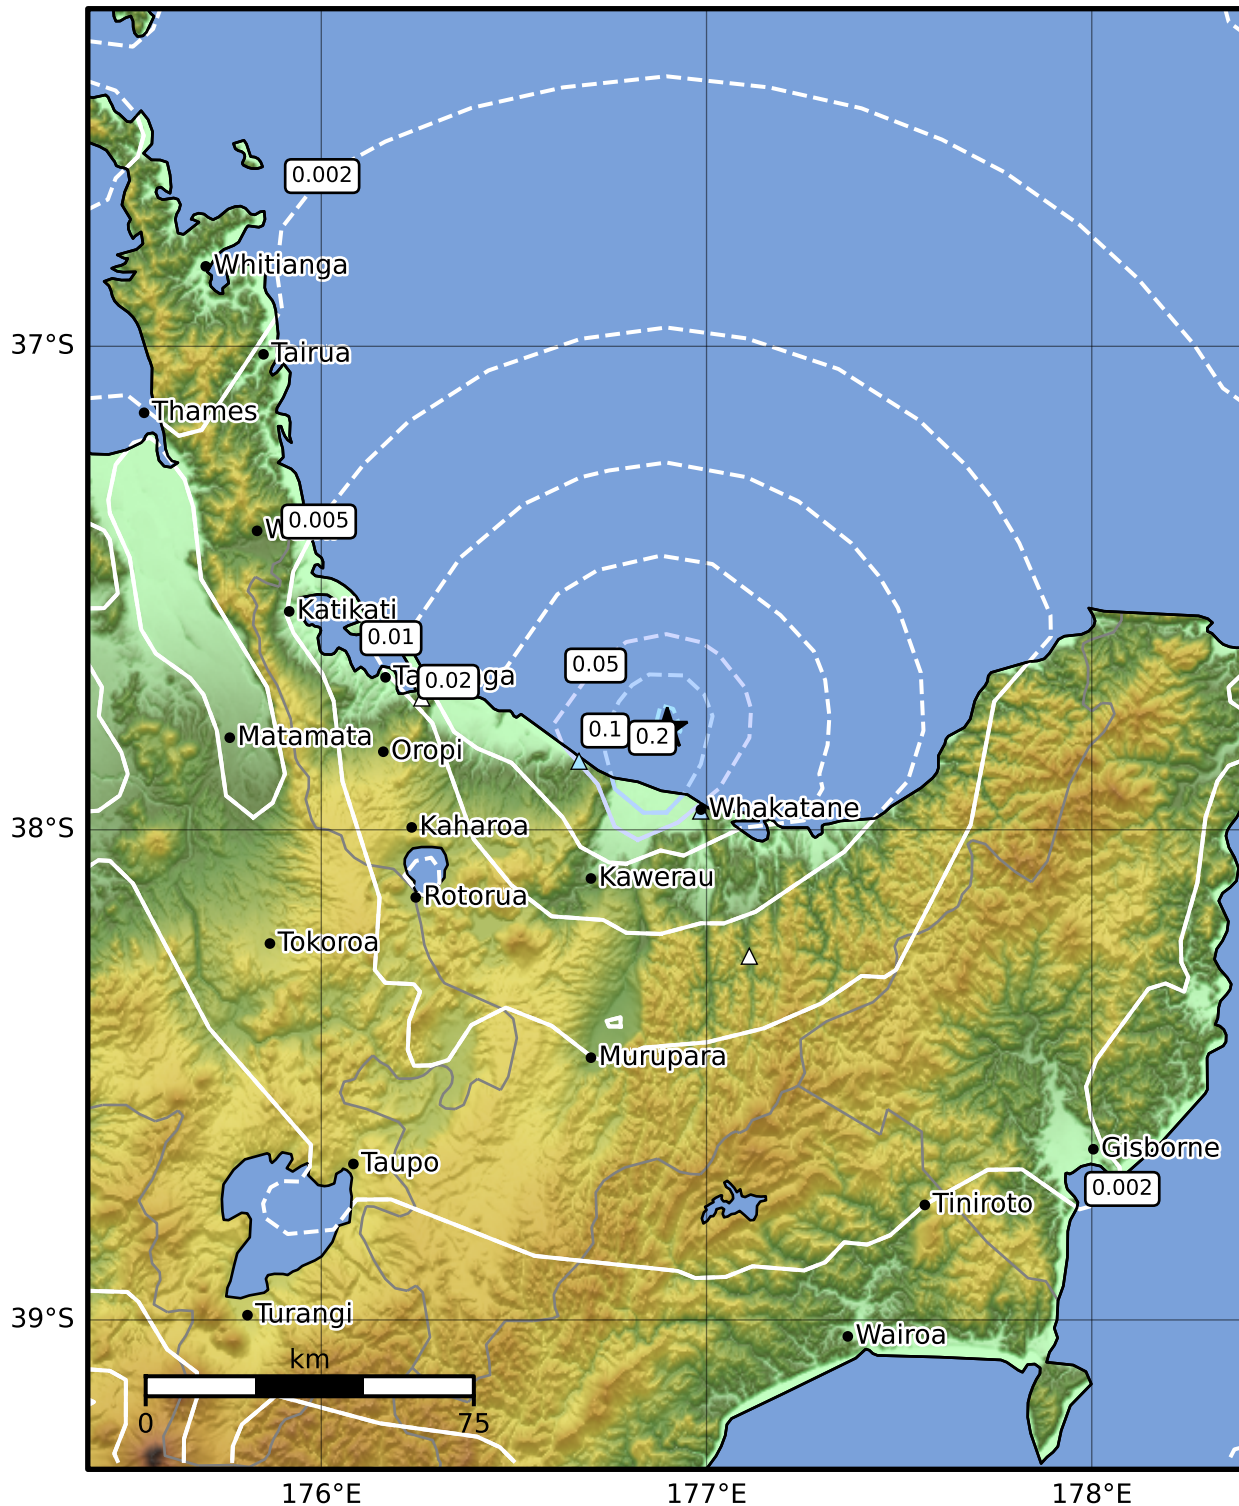 0.002
Whitianga
37°S
Tairua
Thames
0.005
Katikati
0.01
0.02
0.05
0.1
0.2
Matamata
Oropi
Whakatane
38°S
Kaharoa
Kawerau
Rotorua
Tokoroa
Murupara
Gisborne
Taupo
0.002
Tiniroto
39°S
Turangi
Wairoa
km
0
75
176°E
177°E
178°E